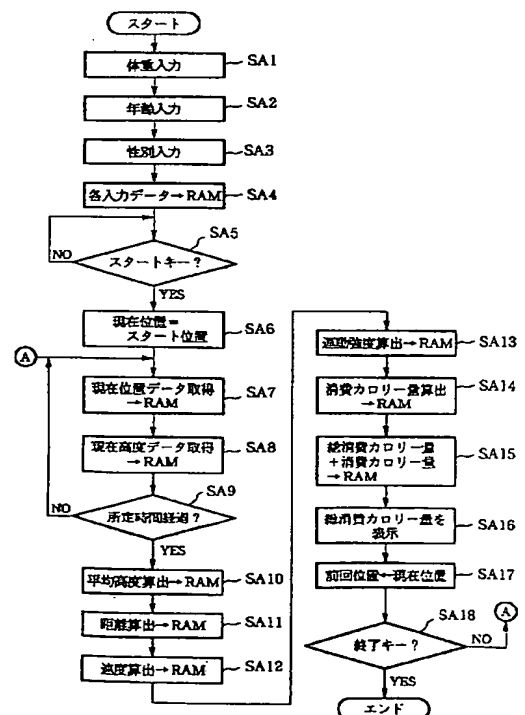 スタート
体重入力
SA1
年齢入力
SA2
性別入力
SA3
各入力データ→RAM
SA4
SA5
スタートキー？
NO
YES
現在位置＝
スタート位置
SA6
A
現在位置データ取得
→RAM
SA7
現在高度データ取得
→RAM
SA8
SA9
所定時間経過？
NO
YES
平均高度算出→RAM
SA10
距離算出→RAM
SA11
速度算出→RAM
SA12
運動強度算出→RAM
SA13
消費カロリー量算出
→RAM
SA14
総消費カロリー量
＋消費カロリー量
→RAM
SA15
総消費カロリー量を
表示
SA16
前回位置←現在位置
SA17
A
SA18
終了キー？
NO
YES
エンド